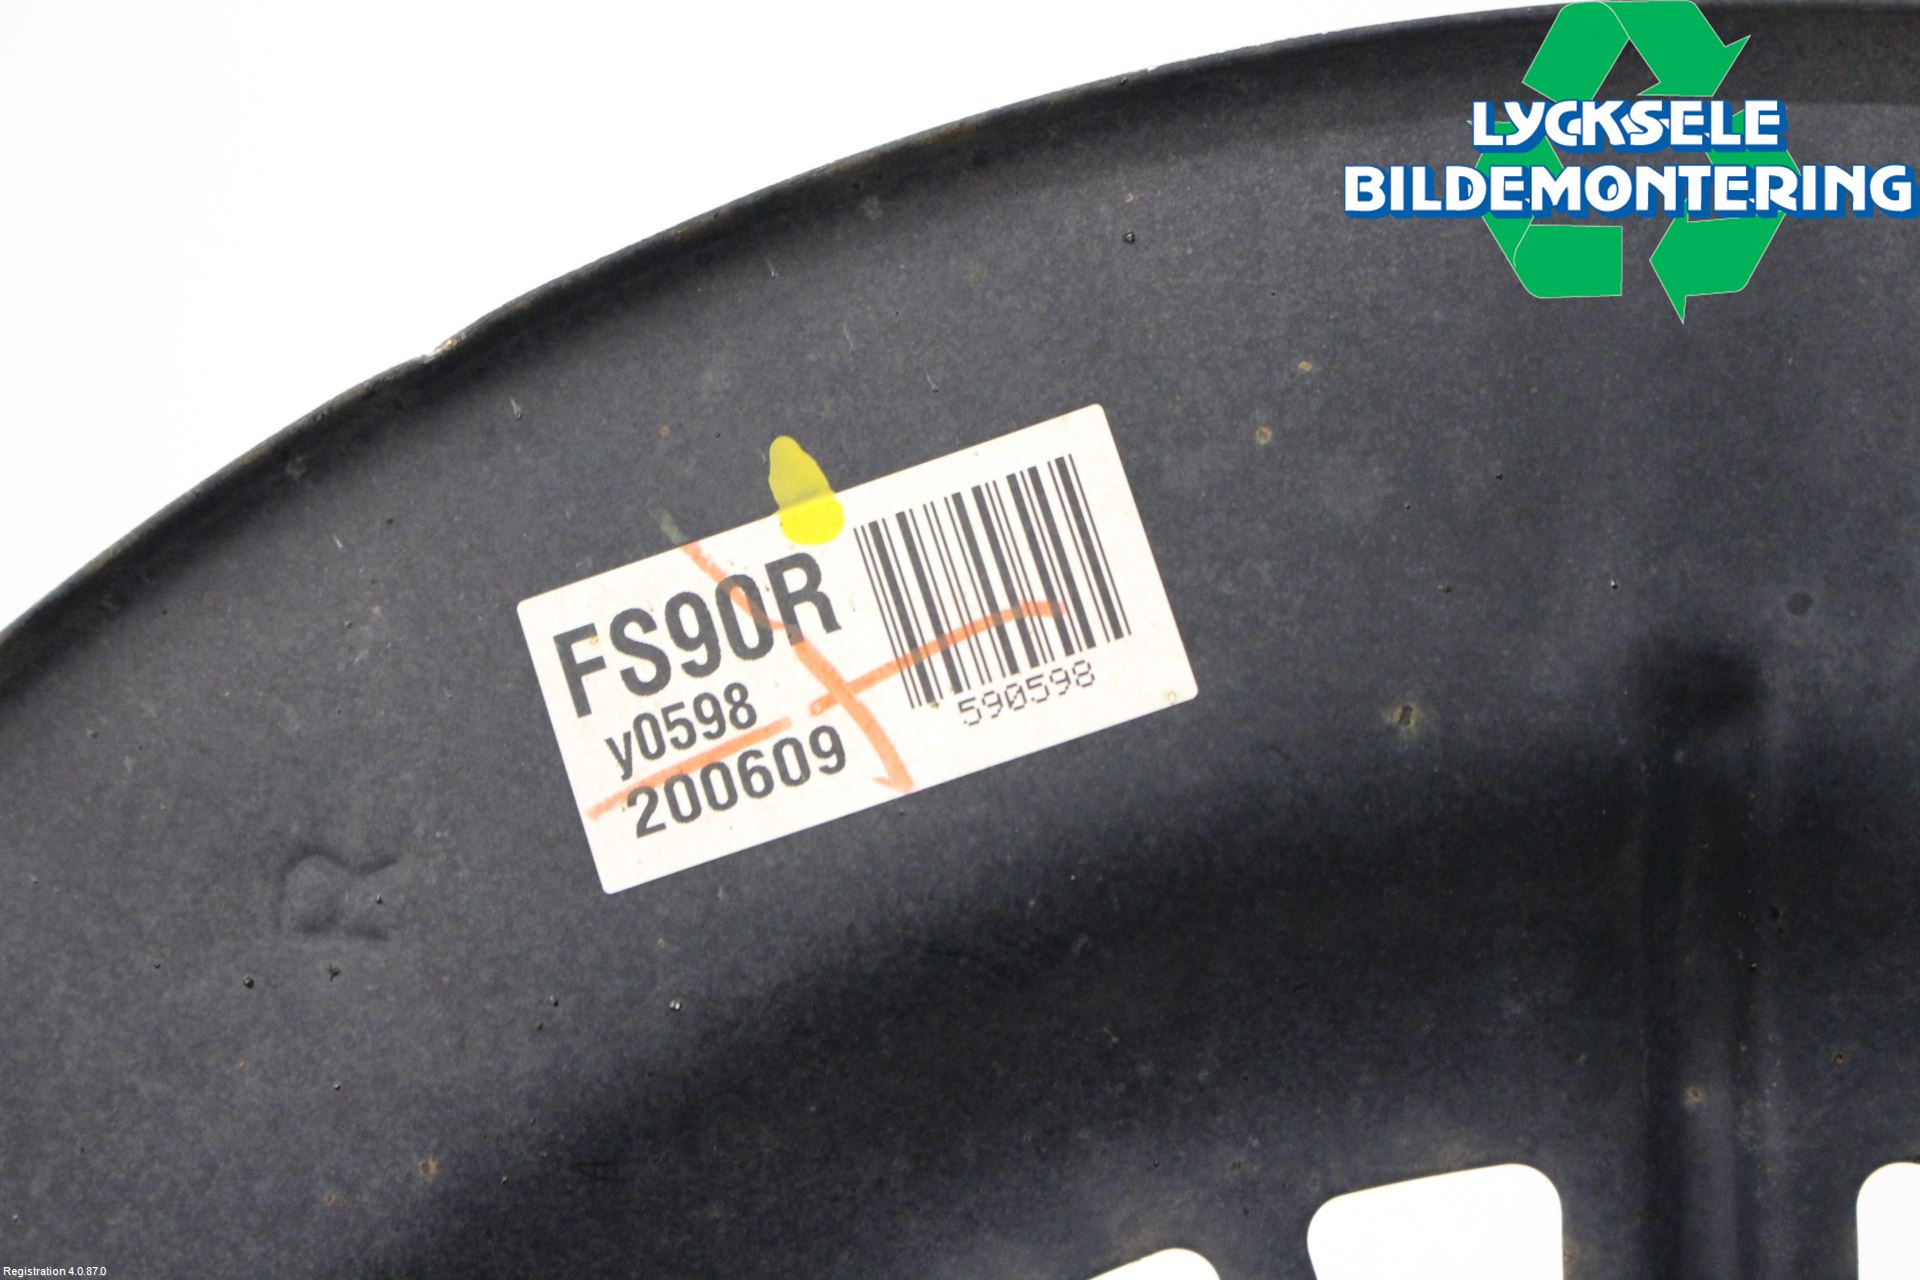 LYCKSELE
BILDEMONTERING
FS90R
y0598
200609
590598
R
Registration 4.0.87.0